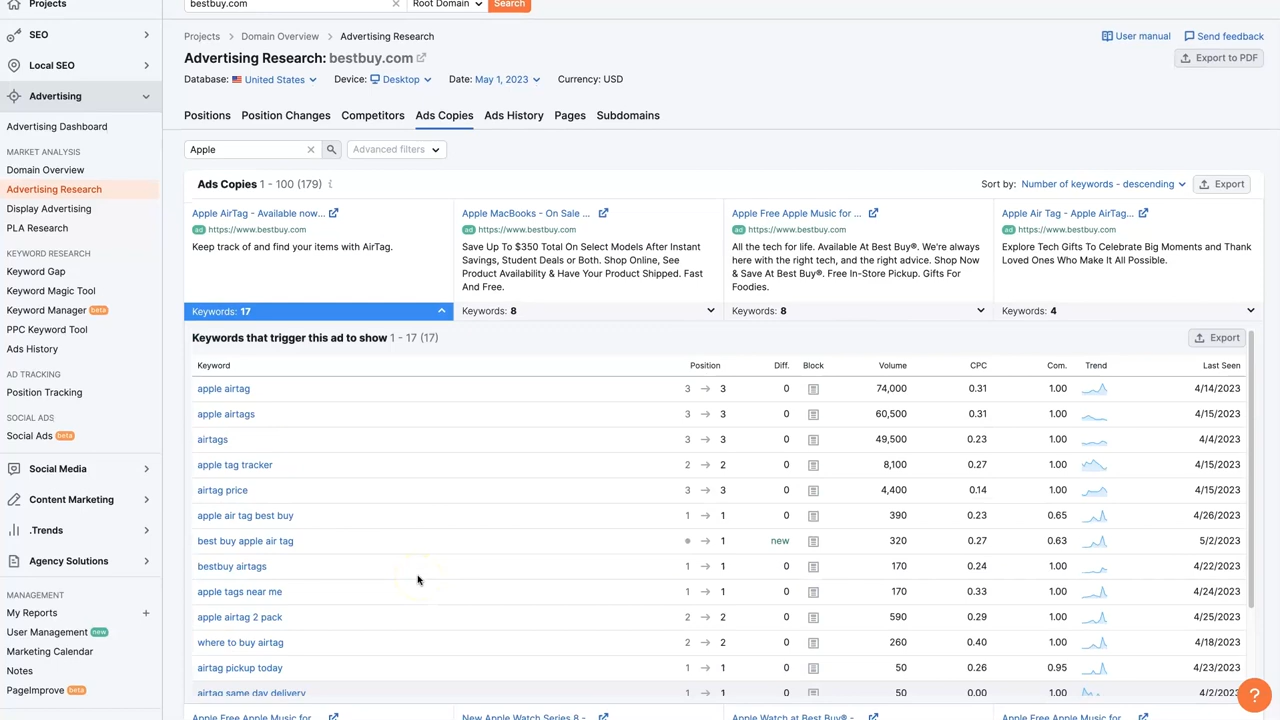 Projects
SEO
Local SEO
Advertising
Advertising Dashboard
MARKET ANALYSIS
Domain Overview
Advertising Research
Display Advertising
PLA Research
KEYWORD RESEARCH
Keyword Gap
Keyword Magic Tool
Keyword Manager beta
PPC Keyword Tool
Ads History
AD TRACKING
Position Tracking
SOCIAL ADS
Social Ads beta
Social Media
Content Marketing
.Trends
Agency Solutions
MANAGEMENT
My Reports +
User Management new
Marketing Calendar
Notes
PageImprove beta
bestbuy.com Root Domain Search
Projects > Domain Overview > Advertising Research User manual Send feedback
Advertising Research: bestbuy.com Export to PDF
Database: United States Device: Desktop Date: May 1, 2023 Currency: USD
Positions Position Changes Competitors Ads Copies Ads History Pages Subdomains
Apple Advanced filters
Ads Copies 1 - 100 (179) i Sort by: Number of keywords - descending Export
Apple AirTag - Available now...
ad https://www.bestbuy.com
Keep track of and find your items with AirTag.
Keywords: 17
Apple MacBooks - On Sale ...
ad https://www.bestbuy.com
Save Up To $350 Total On Select Models After Instant
Savings, Student Deals or Both. Shop Online, See
Product Availability & Have Your Product Shipped. Fast
And Free.
Keywords: 8
Apple Free Apple Music for ...
ad https://www.bestbuy.com
All the tech for life. Available At Best Buy®. We're always
here with the right tech, and the right advice. Shop Now
& Save At Best Buy®. Free In-Store Pickup. Gifts For
Foodies.
Keywords: 8
Apple Air Tag - Apple AirTag...
ad https://www.bestbuy.com
Explore Tech Gifts To Celebrate Big Moments and Thank
Loved Ones Who Make It All Possible.
Keywords: 4
Keywords that trigger this ad to show 1 - 17 (17) Export
Keyword Position Diff. Block Volume CPC Com. Trend Last Seen
apple airtag 3 → 3 0 74,000 0.31 1.00 4/14/2023
apple airtags 3 → 3 0 60,500 0.31 1.00 4/15/2023
airtags 3 → 3 0 49,500 0.23 1.00 4/4/2023
apple tag tracker 2 → 2 0 8,100 0.27 1.00 4/15/2023
airtag price 3 → 3 0 4,400 0.14 1.00 4/15/2023
apple air tag best buy 1 → 1 0 390 0.23 0.65 4/26/2023
best buy apple air tag ● → 1 new 320 0.27 0.63 5/2/2023
bestbuy airtags 1 → 1 0 170 0.24 1.00 4/22/2023
apple tags near me 1 → 1 0 170 0.33 1.00 4/24/2023
apple airtag 2 pack 2 → 2 0 590 0.29 1.00 4/25/2023
where to buy airtag 2 → 2 0 260 0.40 1.00 4/18/2023
airtag pickup today 1 → 1 0 50 0.26 0.95 4/23/2023
airtag same day delivery 1 → 1 0 50 0.00 1.00 4/2/2023
Apple Free Apple Music for ... New Apple Watch Series 8 - ... Apple Watch at Best Buy® - ... Apple Free Apple Music for ...
?